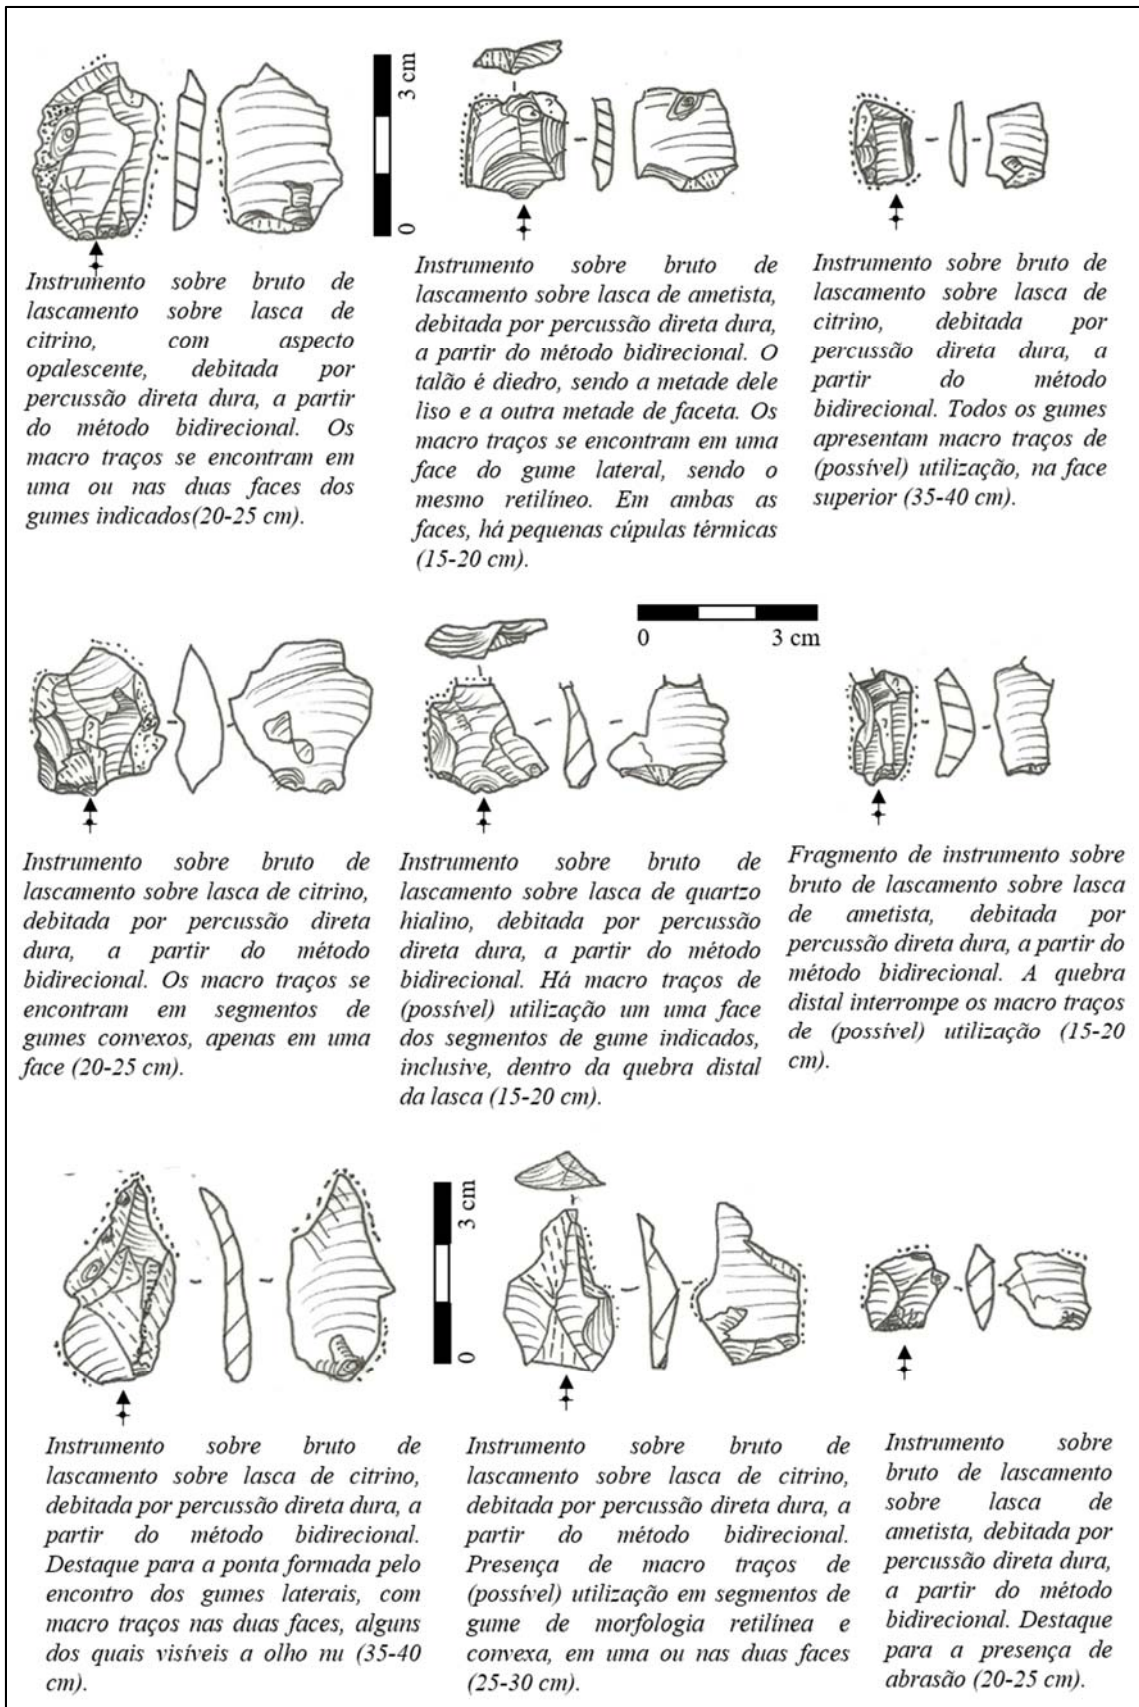 3 cm
0
Instrumento sobre bruto de
lascamento sobre lasca de
citrino, com aspecto
opalescente, debitada por
percussão direta dura, a partir
do método bidirecional. Os
macro traços se encontram em
uma ou nas duas faces dos
gumes indicados(20-25 cm).
Instrumento sobre bruto de
lascamento sobre lasca de ametista,
debitada por percussão direta dura,
a partir do método bidirecional. O
talão é diedro, sendo a metade dele
liso e a outra metade de faceta. Os
macro traços se encontram em uma
face do gume lateral, sendo o
mesmo retilíneo. Em ambas as
faces, há pequenas cúpulas térmicas
(15-20 cm).
Instrumento sobre bruto de
lascamento sobre lasca de
citrino, debitada por
percussão direta dura, a
partir do método
bidirecional. Todos os gumes
apresentam macro traços de
(possível) utilização, na face
superior (35-40 cm).
0 3 cm
Instrumento sobre bruto de
lascamento sobre lasca de citrino,
debitada por percussão direta
dura, a partir do método
bidirecional. Os macro traços se
encontram em segmentos de
gumes convexos, apenas em uma
face (20-25 cm).
Instrumento sobre bruto de
lascamento sobre lasca de quartzo
hialino, debitada por percussão
direta dura, a partir do método
bidirecional. Há macro traços de
(possível) utilização um uma face
dos segmentos de gume indicados,
inclusive, dentro da quebra distal
da lasca (15-20 cm).
Fragmento de instrumento sobre
bruto de lascamento sobre lasca
de ametista, debitada por
percussão direta dura, a partir do
método bidirecional. A quebra
distal interrompe os macro traços
de (possível) utilização (15-20
cm).
3 cm
0
Instrumento sobre bruto de
lascamento sobre lasca de citrino,
debitada por percussão direta dura, a
partir do método bidirecional.
Destaque para a ponta formada pelo
encontro dos gumes laterais, com
macro traços nas duas faces, alguns
dos quais visíveis a olho nu (35-40
cm).
Instrumento sobre bruto de
lascamento sobre lasca de citrino,
debitada por percussão direta dura, a
partir do método bidirecional.
Presença de macro traços de
(possível) utilização em segmentos de
gume de morfologia retilínea e
convexa, em uma ou nas duas faces
(25-30 cm).
Instrumento sobre
bruto de lascamento
sobre lasca de
ametista, debitada por
percussão direta dura,
a partir do método
bidirecional. Destaque
para a presença de
abrasão (20-25 cm).